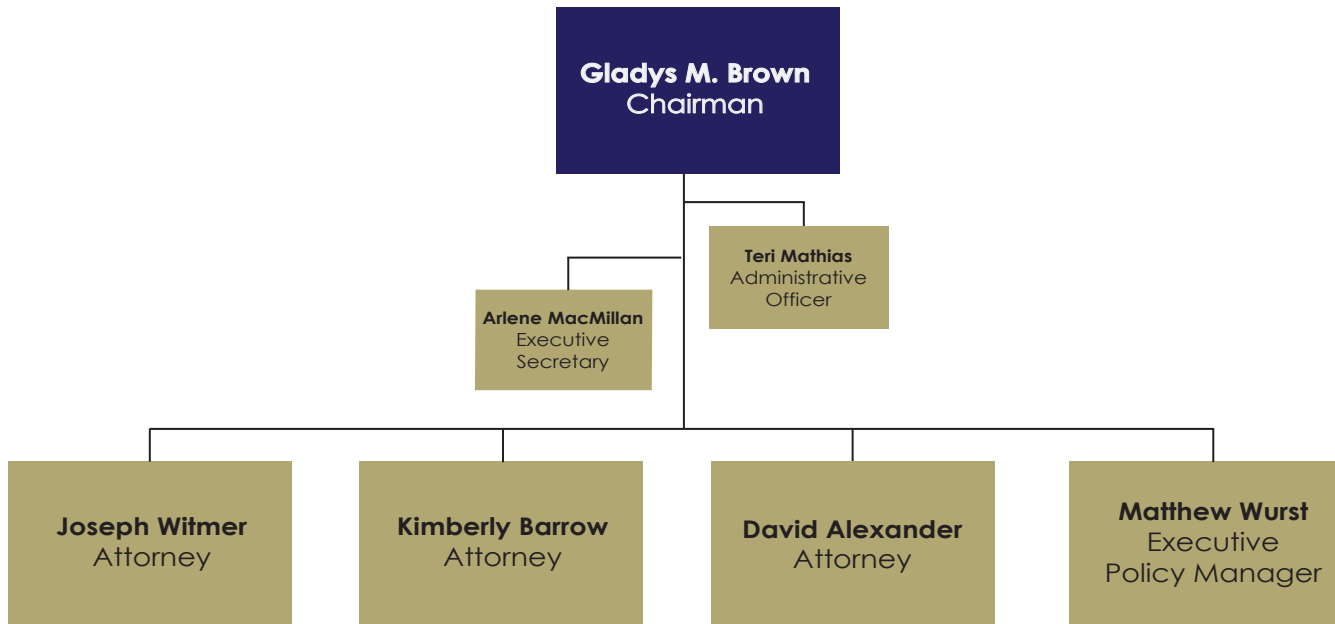 Gladys M. Brown
Chairman
Teri Mathias
Administrative
Officer
Arlene MacMillan
Executive
Secretary
Joseph Witmer
Attorney
Kimberly Barrow
Attorney
David Alexander
Attorney
Matthew Wurst
Executive
Policy Manager